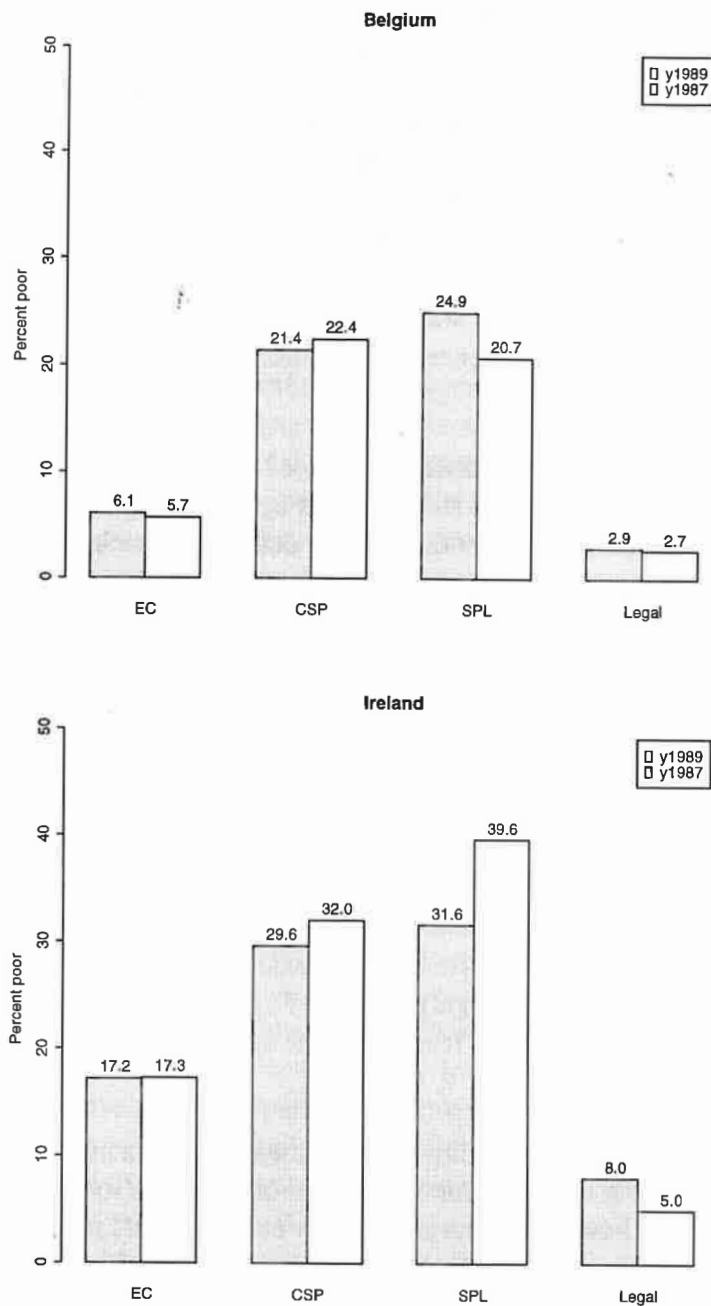 Belgium
50
40
30
20
10
0
Percent poor
y1989
y1987
6.1
5.7
21.4
22.4
24.9
20.7
2.9
2.7
EC
CSP
SPL
Legal
Ireland
50
40
30
20
10
0
Percent poor
y1989
y1987
17.2
17.3
29.6
32.0
31.6
39.6
8.0
5.0
EC
CSP
SPL
Legal